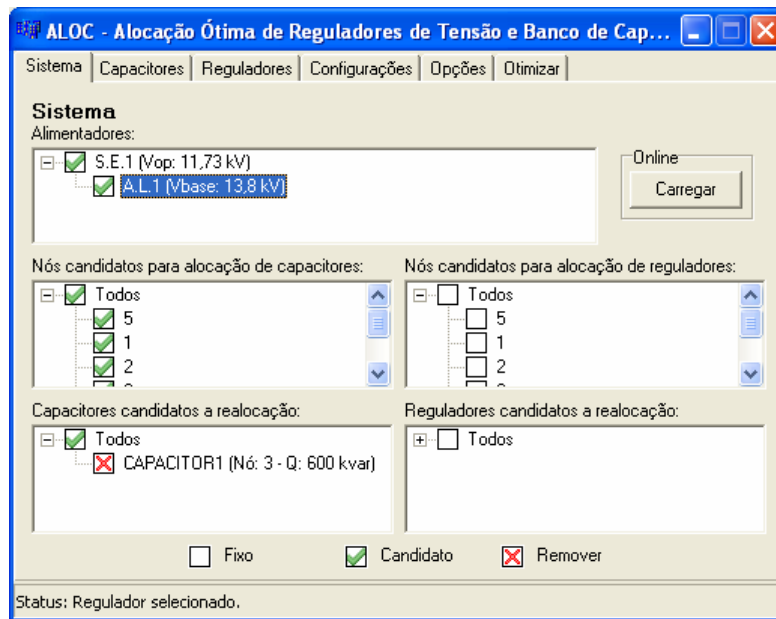 ALOC - Alocação Ótima de Reguladores de Tensão e Banco de Cap...
Sistema Capacitores Reguladores Configurações Opções Otimizar
Sistema
Alimentadores:
S.E.1 (Vop: 11,73 kV)
A.L.1 (Vbase: 13,8 kV)
Online
Carregar
Nós candidatos para alocação de capacitores:
Todos
5
1
2
Nós candidatos para alocação de reguladores:
Todos
5
1
2
Capacitores candidatos a realocação:
Todos
CAPACITOR1 (Nó: 3 - Q: 600 kvar)
Reguladores candidatos a realocação:
Todos
Fixo Candidato Remover
Status: Regulador selecionado.